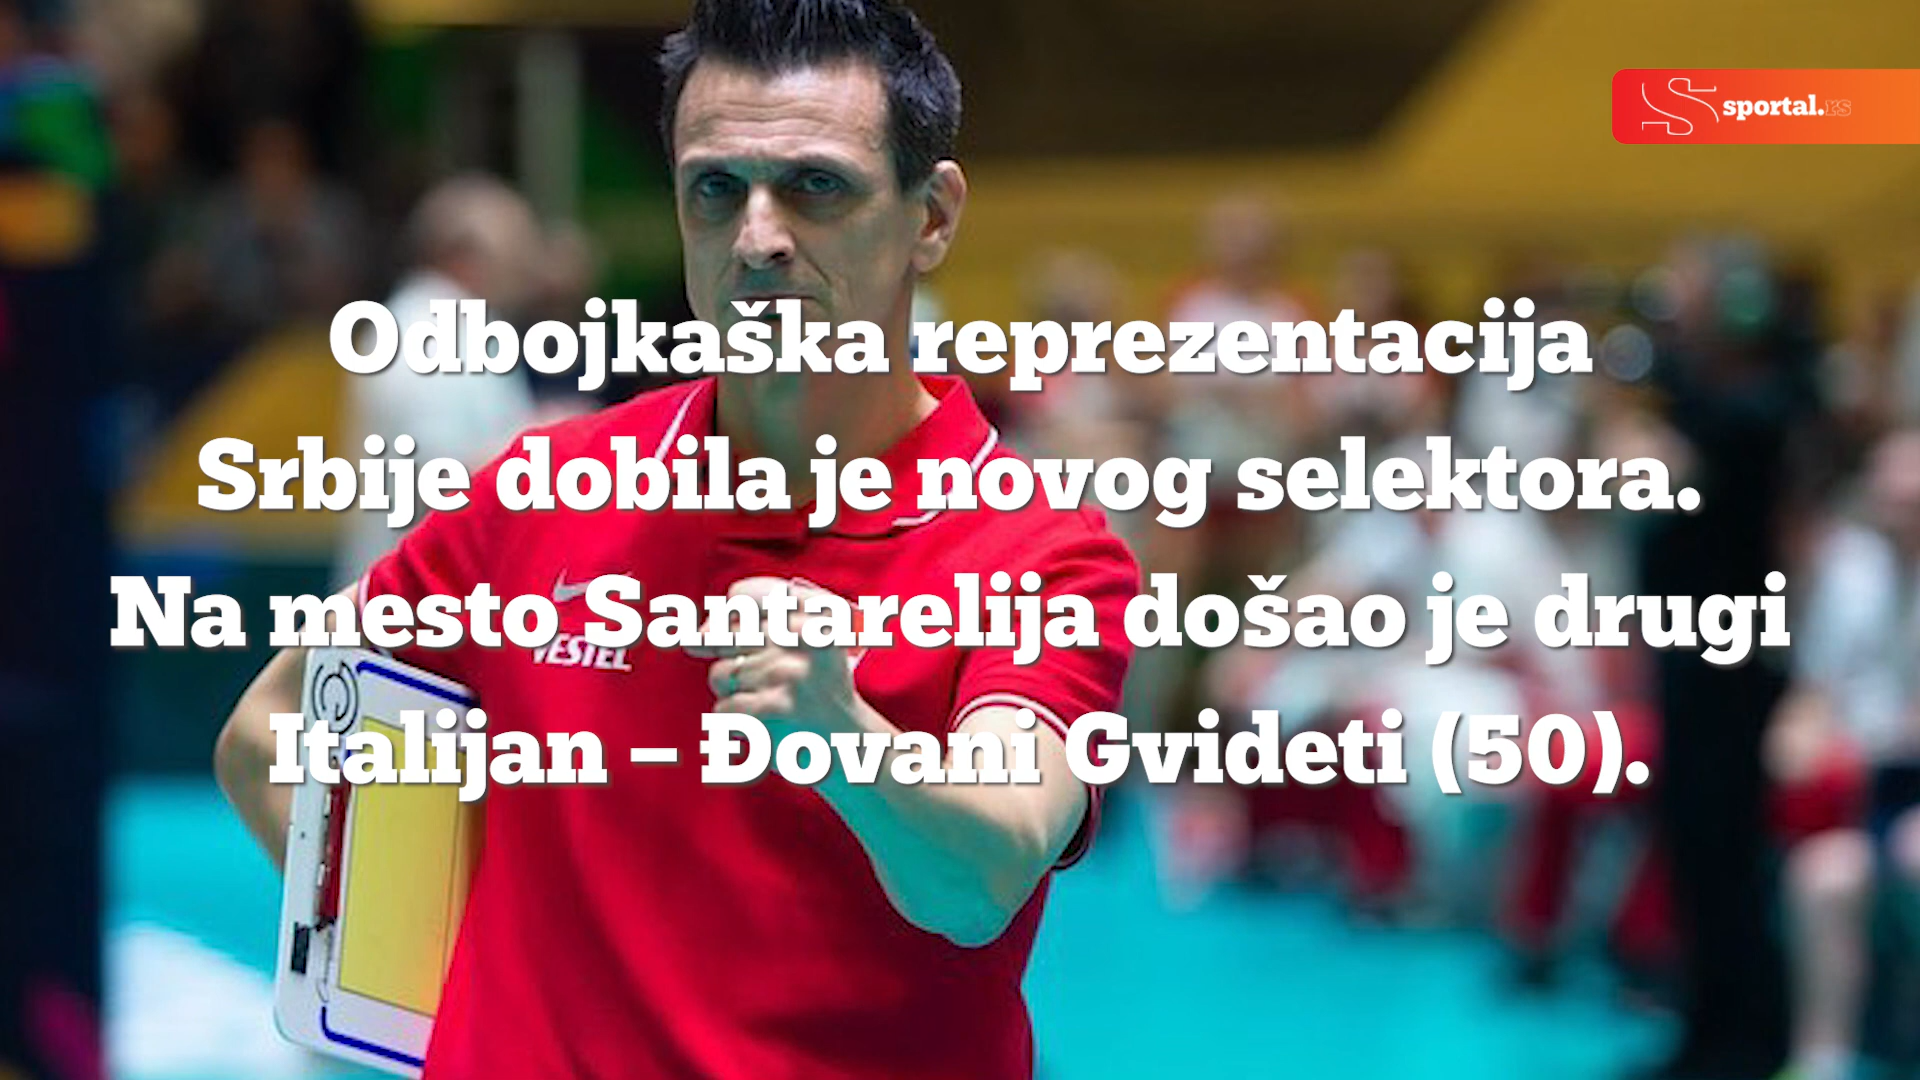 sportal.rs
Odbojkaška reprezentacija
Srbije dobila je novog selektora.
Na mesto Santarelija došao je drugi
VESTEL
Italijan – Đovani Gvideti (50).